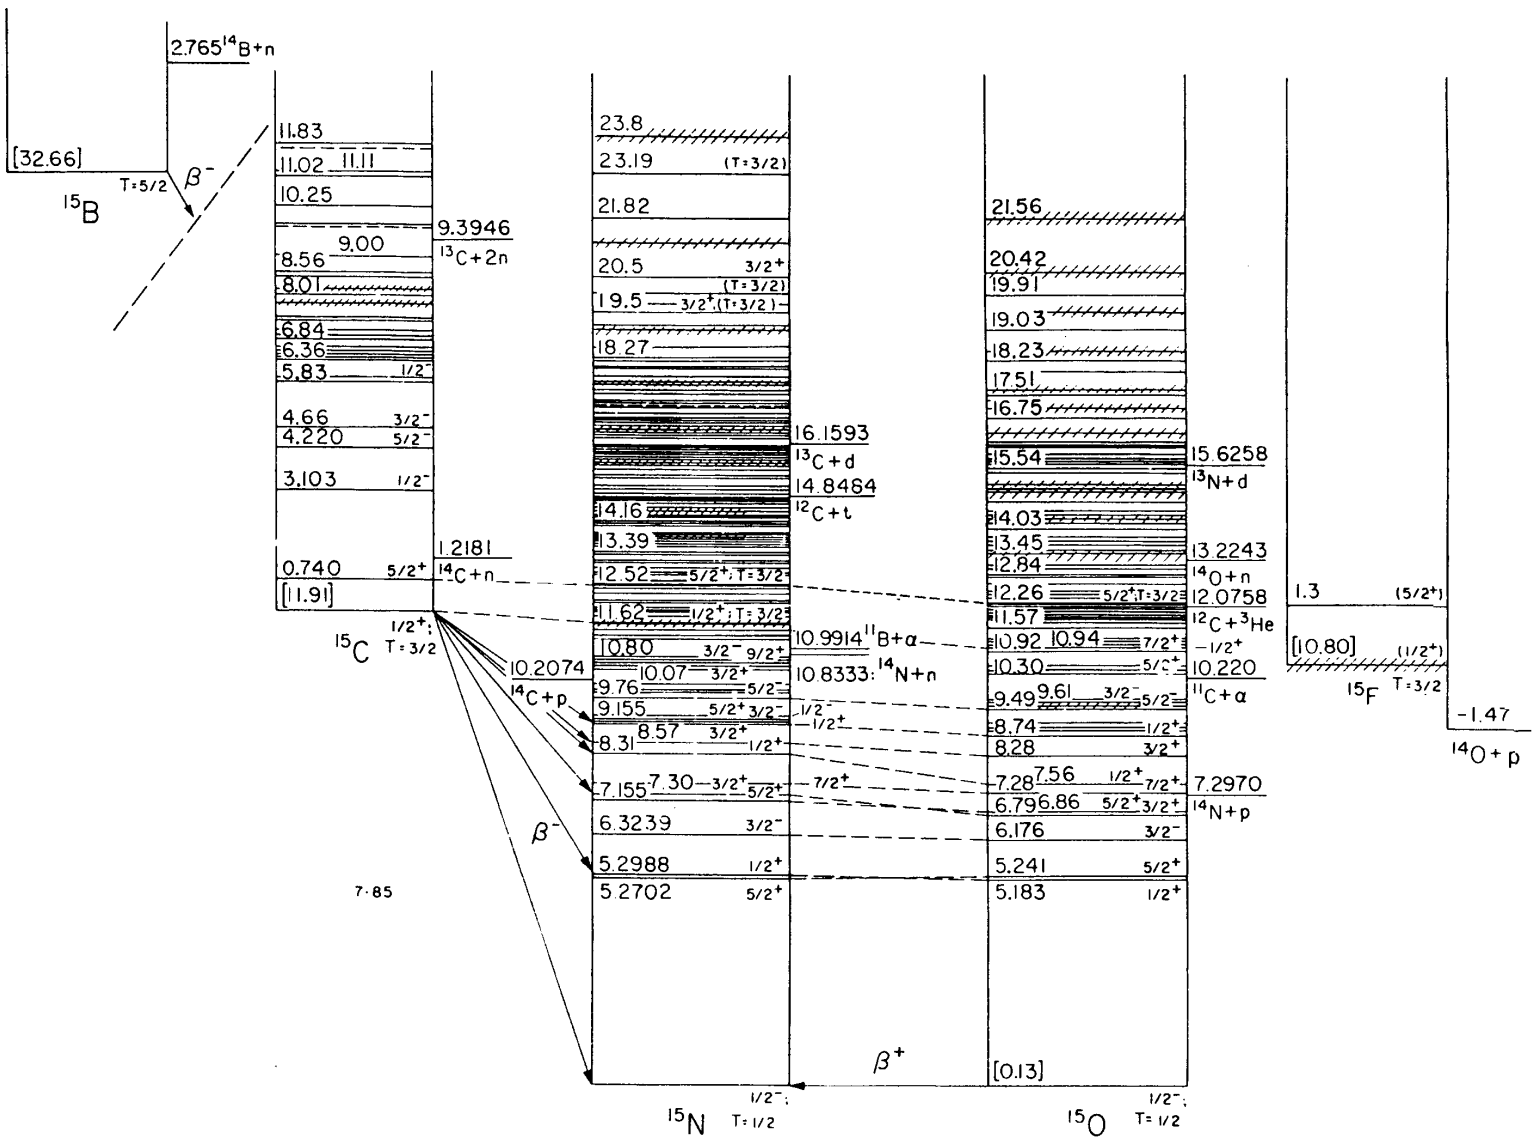 2.765 ¹⁴B+n
[32.66]
T=5/2
¹⁵B
β⁻
11.83
11.02 11.11
10.25
9.00
8.56
8.01
6.84
6.36
5.83 1/2⁻
4.66 3/2⁻
4.220 5/2⁻
3.103 1/2⁻
0.740 5/2⁺
[11.91]
9.3946
¹³C+2n
1.2181
¹⁴C+n
¹⁵C 1/2⁺;
T=3/2
7·85
β⁻
10.2074
¹⁴C+p
23.8
23.19 (T=3/2)
21.82
20.5 3/2⁺
(T=3/2)
19.5 3/2⁺,(T=3/2)
18.27
14.16
13.39
12.52 5/2⁺;T=3/2
11.62 1/2⁺;T=3/2
10.80 3/2⁻ 9/2⁺
10.07 3/2⁺
9.76 5/2⁻
9.155 5/2⁺ 3/2⁻ 1/2⁻
1/2⁺
8.57 3/2⁺
8.31 1/2⁺
7.30 3/2⁺ 7/2⁺
7.155 5/2⁺
6.3239 3/2⁻
5.2988 1/2⁺
5.2702 5/2⁺
1/2⁻;
¹⁵N T=1/2
16.1593
¹³C+d
14.8484
¹²C+t
10.9914 ¹¹B+α
10.8333: ¹⁴N+n
β⁺
21.56
20.42
19.91
19.03
18.23
17.51
16.75
15.54
14.03
13.45
12.84
12.26 5/2⁺,T=3/2
11.57
10.92 10.94 7/2⁺
1/2⁺
10.30 5/2⁺
9.49 9.61 3/2⁻ 5/2⁻
8.74 1/2⁺
8.28 3/2⁺
7.28 7.56 1/2⁺ 7/2⁺
6.79 6.86 5/2⁺ 3/2⁺
6.176 3/2⁻
5.241 5/2⁺
5.183 1/2⁺
[0.13]
1/2⁻;
¹⁵O T=1/2
15.6258
¹³N+d
13.2243
¹⁴O+n
12.0758
¹²C+³He
10.220
¹¹C+α
7.2970
¹⁴N+p
1.3 (5/2⁺)
[10.80] (1/2⁺)
¹⁵F T=3/2
-1.47
¹⁴O+p